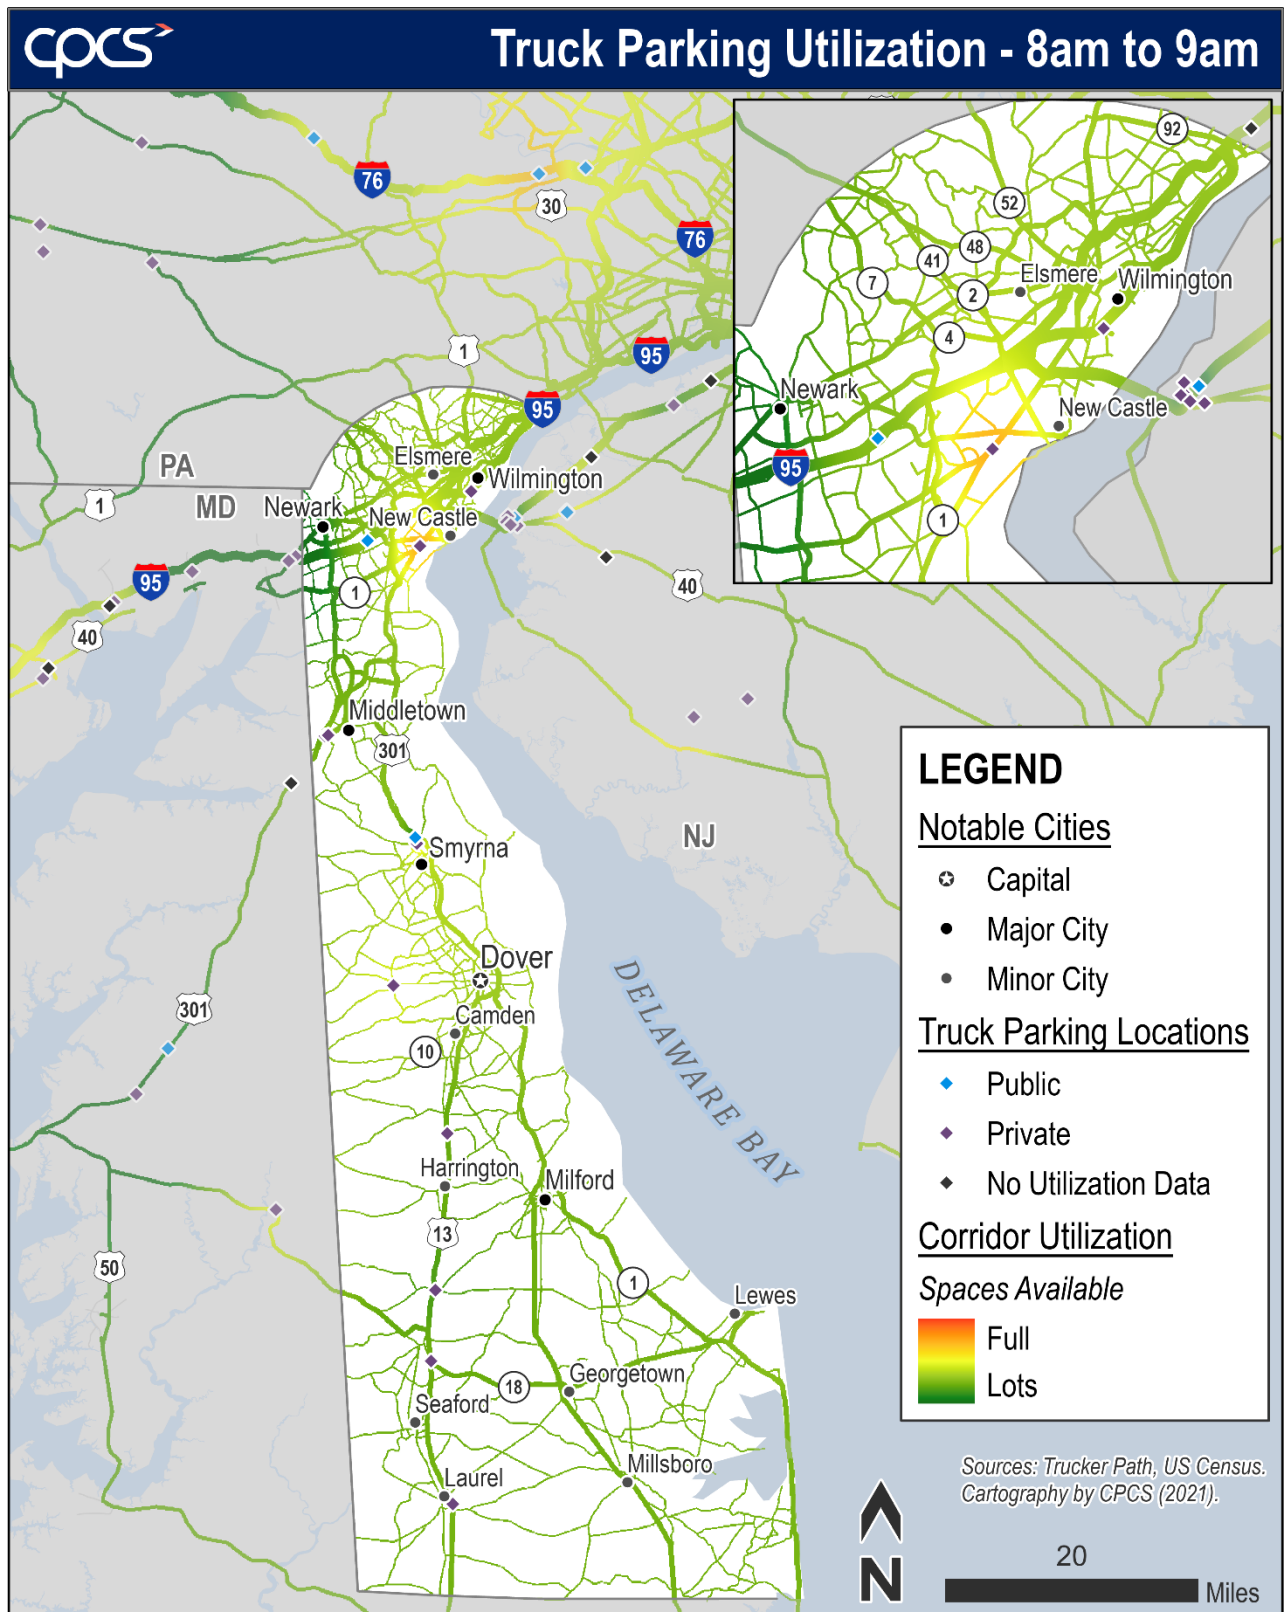 cpcs
Truck Parking Utilization - 8am to 9am
76
30
76
1
95
95
PA
MD
1
Elsmere
Wilmington
Newark
New Castle
95
1
40
40
Middletown
301
Smyrna
NJ
Dover
Camden
301
10
DELAWARE BAY
Harrington
Milford
13
50
1
Lewes
Georgetown
18
Seaford
Millsboro
Laurel
92
52
48
41
Elsmere
7
2
Wilmington
4
Newark
New Castle
95
1
LEGEND
Notable Cities
Capital
Major City
Minor City
Truck Parking Locations
Public
Private
No Utilization Data
Corridor Utilization
Spaces Available
Full
Lots
Sources: Trucker Path, US Census.
Cartography by CPCS (2021).
N
20
Miles